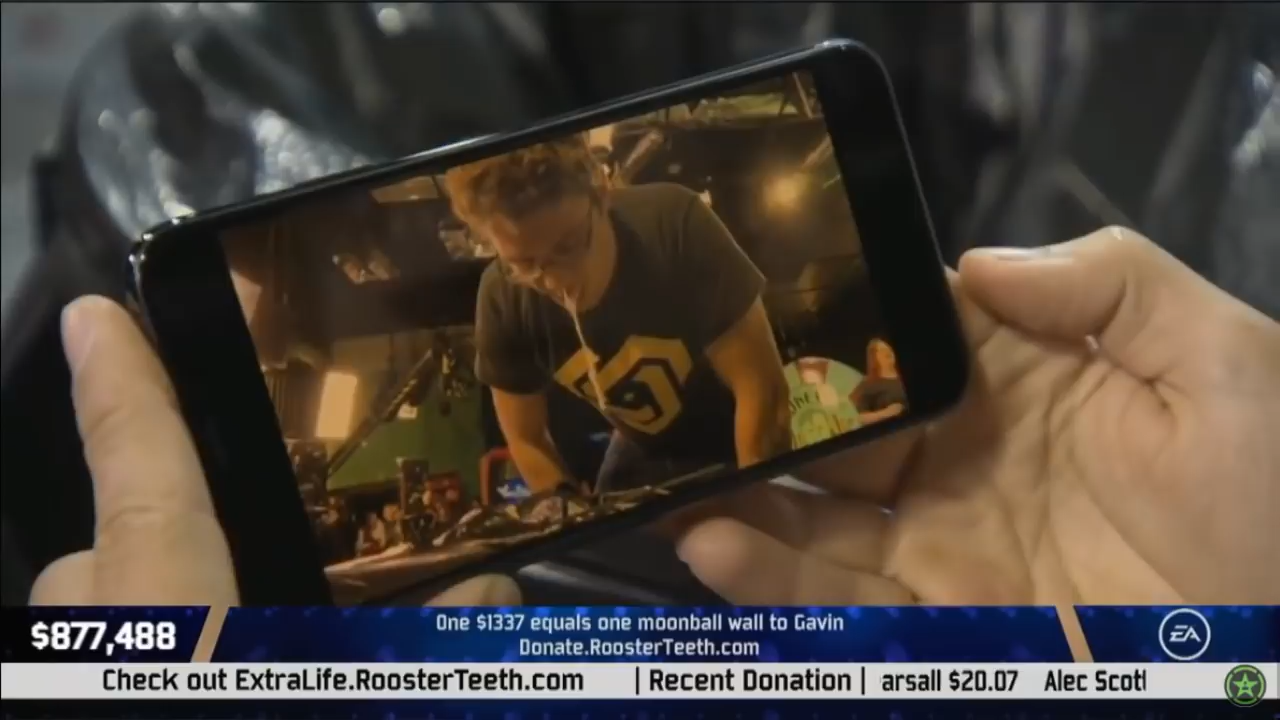 One $1337 equals one moonball wall to Gavin
$877,488
Donate.RoosterTeeth.com
EA
Check out ExtraLife.RoosterTeeth.com | Recent Donation | arsall $20.07 Alec Scott